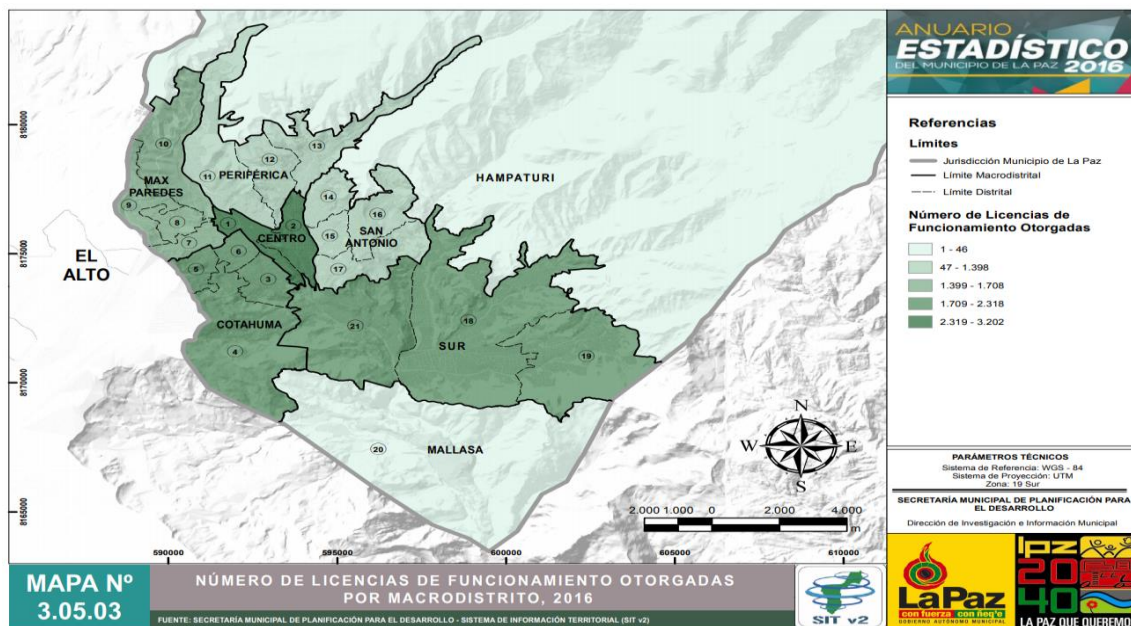 ANUARIO
ESTADÍSTICO
DEL MUNICIPIO DE LA PAZ 2016
Referencias
Límites
Jurisdicción Municipio de La Paz
Límite Macrodistrital
Límite Distrital
Número de Licencias de
Funcionamiento Otorgadas
1 - 46
47 - 1.398
1.399 - 1.708
1.709 - 2.318
2.319 - 3.202
8180000
8175000
8170000
8165000
13
10
12
11
PERIFÉRICA
HAMPATURI
MAX
PAREDES
14
9
8
16
1
2
CENTRO
15
SAN
ANTONIO
7
6
EL
ALTO
5
3
17
COTAHUMA
21
18
SUR
4
19
20
MALLASA
N
W
E
S
2.000 1.000 0 2.000 4.000
m
590000
595000
600000
605000
610000
PARÁMETROS TÉCNICOS
Sistema de Referencia: WGS - 84
Sistema de Proyección: UTM
Zona: 19 Sur
SECRETARÍA MUNICIPAL DE PLANIFICACIÓN PARA
EL DESARROLLO
Dirección de Investigación e Información Municipal
MAPA Nº
3.05.03
NÚMERO DE LICENCIAS DE FUNCIONAMIENTO OTORGADAS
POR MACRODISTRITO, 2016
FUENTE: SECRETARÍA MUNICIPAL DE PLANIFICACIÓN PARA EL DESARROLLO - SISTEMA DE INFORMACIÓN TERRITORIAL (SIT v2)
SIT v2
LaPaz
con fuerza con ñeq'e
GOBIERNO AUTÓNOMO MUNICIPAL
lpz
20
40
LA PAZ QUE QUEREMO